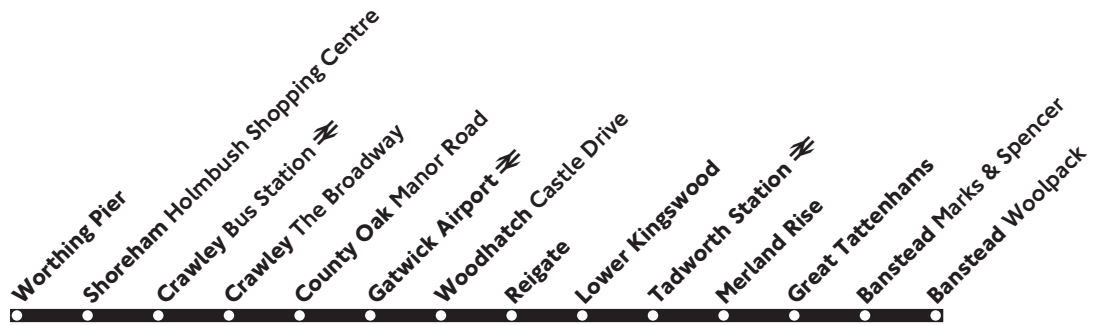 Worthing Pier
Shoreham Holmbush Shopping Centre
Crawley Bus Station
Crawley The Broadway
County Oak Manor Road
Gatwick Airport
Woodhatch Castle Drive
Reigate
Lower Kingswood
Tadworth Station
Merland Rise
Great Tattenhams
Banstead Marks & Spencer
Banstead Woolpack